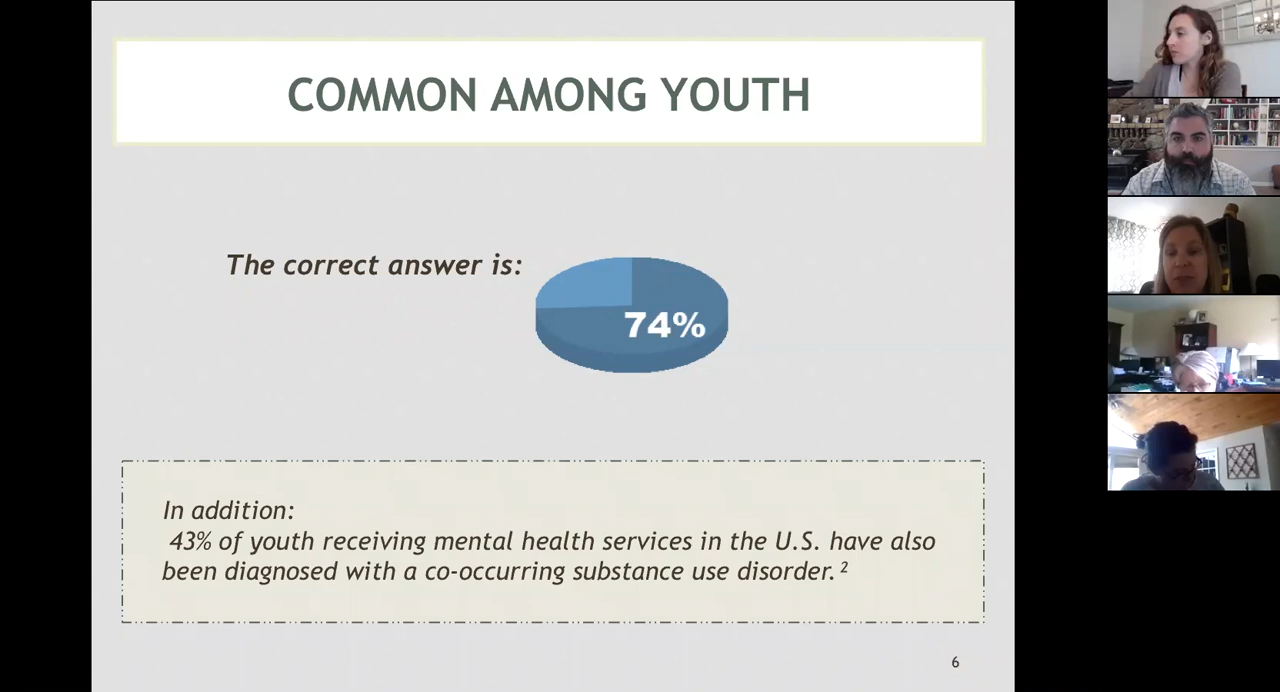 COMMON AMONG YOUTH
The correct answer is:
74%
In addition:
43% of youth receiving mental health services in the U.S. have also
been diagnosed with a co-occurring substance use disorder. ²
6